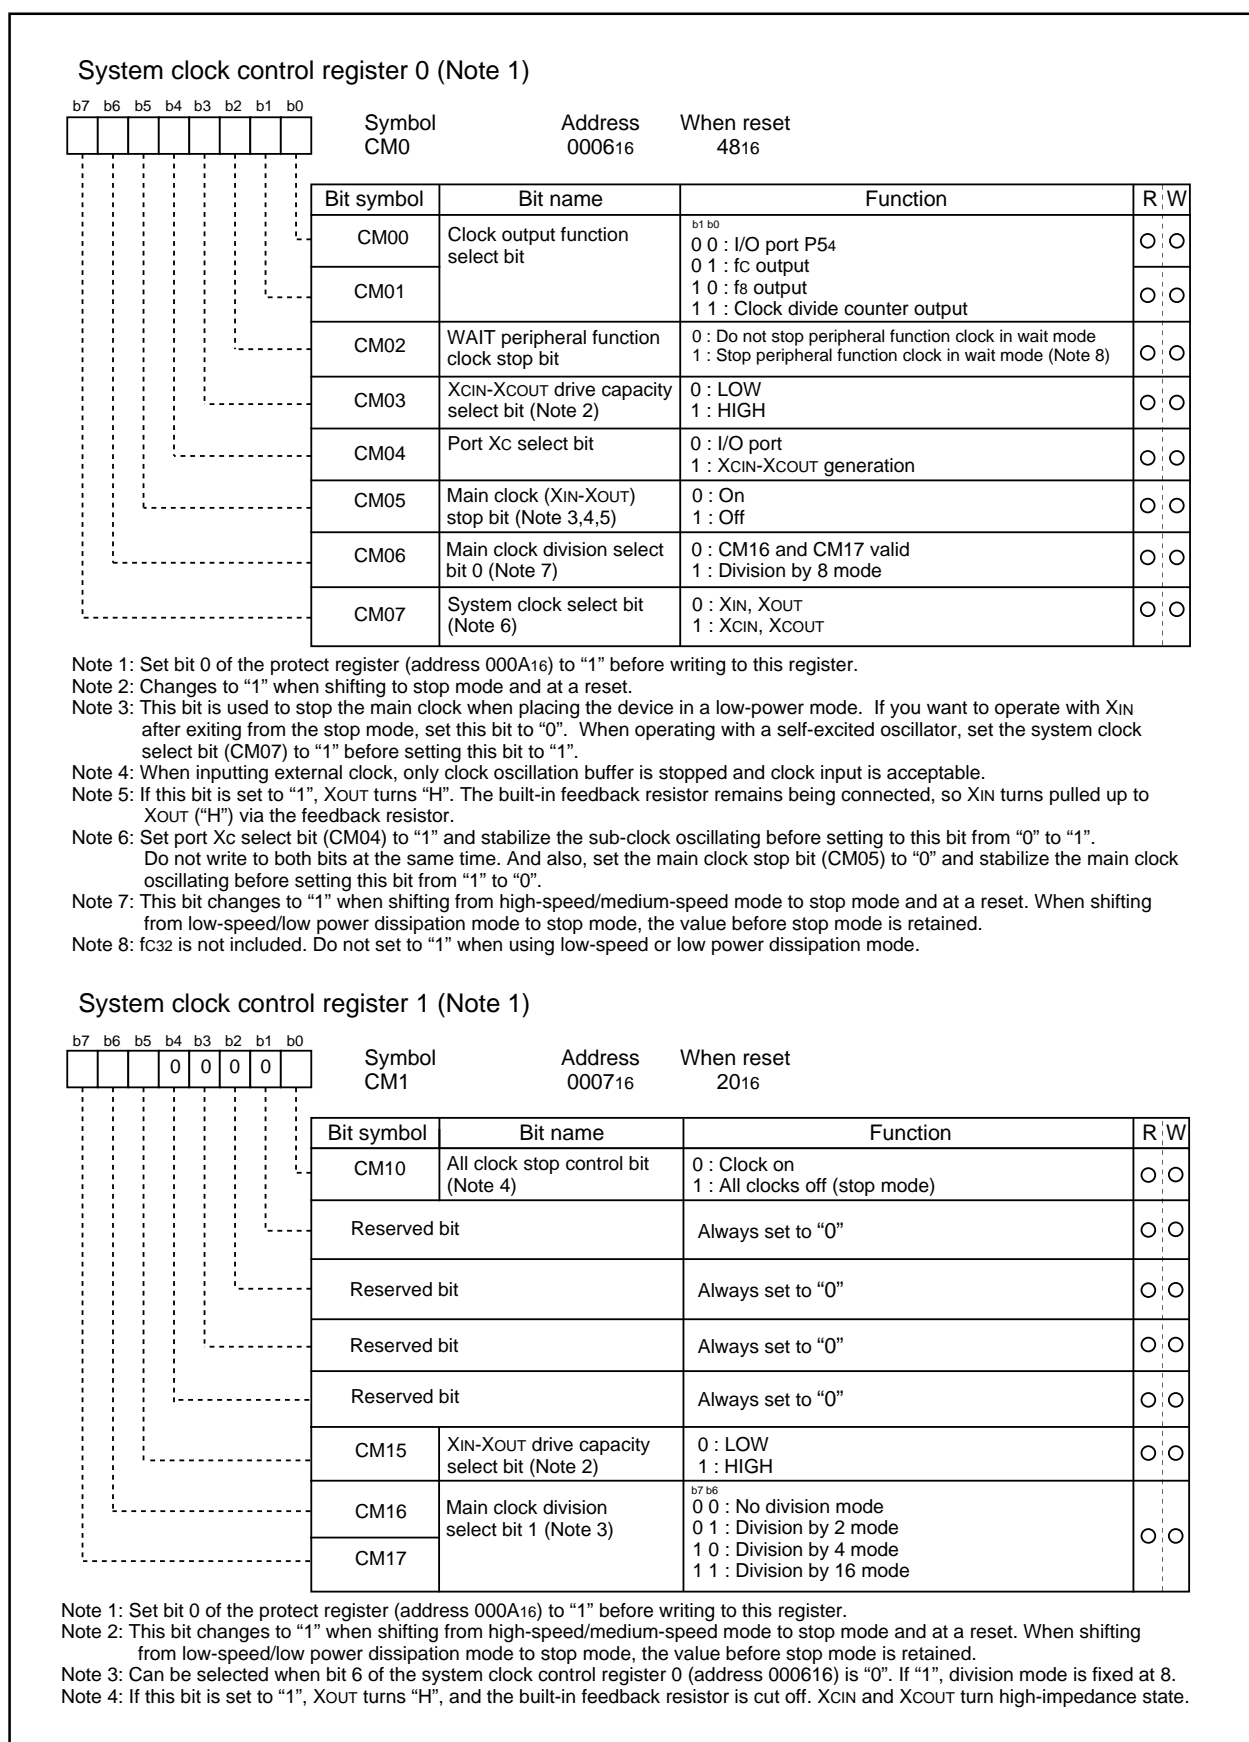 System clock control register 0 (Note 1)
b7 b6 b5 b4 b3 b2 b1 b0
Symbol Address When reset
CM0 000616 4816
Bit symbol Bit name Function R W
CM00 Clock output function select bit
b1 b0
0 0 : I/O port P54
0 1 : fC output
1 0 : f8 output
1 1 : Clock divide counter output
CM01
CM02 WAIT peripheral function clock stop bit
0 : Do not stop peripheral function clock in wait mode
1 : Stop peripheral function clock in wait mode (Note 8)
CM03 XCIN-XCOUT drive capacity select bit (Note 2)
0 : LOW
1 : HIGH
CM04 Port XC select bit
0 : I/O port
1 : XCIN-XCOUT generation
CM05 Main clock (XIN-XOUT) stop bit (Note 3,4,5)
0 : On
1 : Off
CM06 Main clock division select bit 0 (Note 7)
0 : CM16 and CM17 valid
1 : Division by 8 mode
CM07 System clock select bit (Note 6)
0 : XIN, XOUT
1 : XCIN, XCOUT
Note 1: Set bit 0 of the protect register (address 000A16) to “1” before writing to this register.
Note 2: Changes to “1” when shifting to stop mode and at a reset.
Note 3: This bit is used to stop the main clock when placing the device in a low-power mode. If you want to operate with XIN
after exiting from the stop mode, set this bit to “0”. When operating with a self-excited oscillator, set the system clock
select bit (CM07) to “1” before setting this bit to “1”.
Note 4: When inputting external clock, only clock oscillation buffer is stopped and clock input is acceptable.
Note 5: If this bit is set to “1”, XOUT turns “H”. The built-in feedback resistor remains being connected, so XIN turns pulled up to
XOUT (“H”) via the feedback resistor.
Note 6: Set port Xc select bit (CM04) to “1” and stabilize the sub-clock oscillating before setting to this bit from “0” to “1”.
Do not write to both bits at the same time. And also, set the main clock stop bit (CM05) to “0” and stabilize the main clock
oscillating before setting this bit from “1” to “0”.
Note 7: This bit changes to “1” when shifting from high-speed/medium-speed mode to stop mode and at a reset. When shifting
from low-speed/low power dissipation mode to stop mode, the value before stop mode is retained.
Note 8: fC32 is not included. Do not set to “1” when using low-speed or low power dissipation mode.
System clock control register 1 (Note 1)
b7 b6 b5 b4 b3 b2 b1 b0
0 0 0 0
Symbol Address When reset
CM1 000716 2016
Bit symbol Bit name Function R W
CM10 All clock stop control bit (Note 4)
0 : Clock on
1 : All clocks off (stop mode)
Reserved bit Always set to “0”
Reserved bit Always set to “0”
Reserved bit Always set to “0”
Reserved bit Always set to “0”
CM15 XIN-XOUT drive capacity select bit (Note 2)
0 : LOW
1 : HIGH
CM16 Main clock division select bit 1 (Note 3)
b7 b6
0 0 : No division mode
0 1 : Division by 2 mode
1 0 : Division by 4 mode
1 1 : Division by 16 mode
CM17
Note 1: Set bit 0 of the protect register (address 000A16) to “1” before writing to this register.
Note 2: This bit changes to “1” when shifting from high-speed/medium-speed mode to stop mode and at a reset. When shifting
from low-speed/low power dissipation mode to stop mode, the value before stop mode is retained.
Note 3: Can be selected when bit 6 of the system clock control register 0 (address 000616) is “0”. If “1”, division mode is fixed at 8.
Note 4: If this bit is set to “1”, XOUT turns “H”, and the built-in feedback resistor is cut off. XCIN and XCOUT turn high-impedance state.